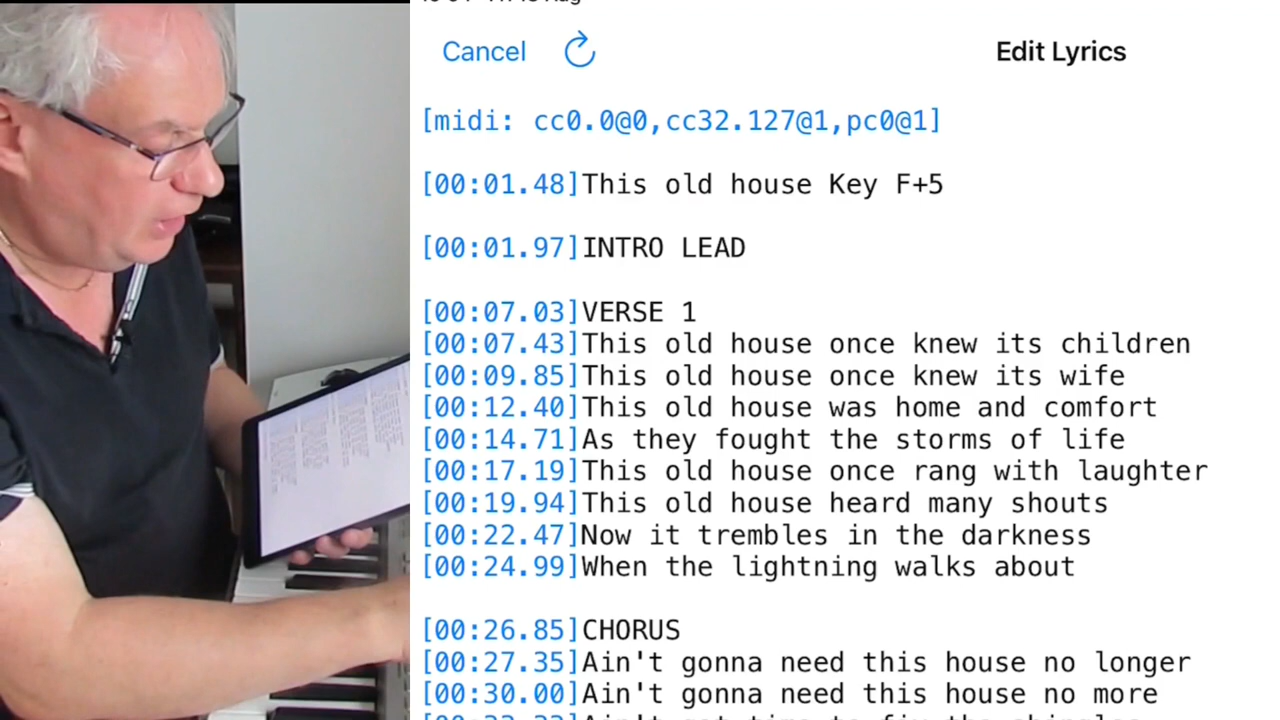 Cancel
Edit Lyrics
[midi: cc0.0@0,cc32.127@1,pc0@1]
[00:01.48]This old house Key F+5
[00:01.97]INTRO LEAD
[00:07.03]VERSE 1
[00:07.43]This old house once knew its children
[00:09.85]This old house once knew its wife
[00:12.40]This old house was home and comfort
[00:14.71]As they fought the storms of life
[00:17.19]This old house once rang with laughter
[00:19.94]This old house heard many shouts
[00:22.47]Now it trembles in the darkness
[00:24.99]When the lightning walks about
[00:26.85]CHORUS
[00:27.35]Ain't gonna need this house no longer
[00:30.00]Ain't gonna need this house no more